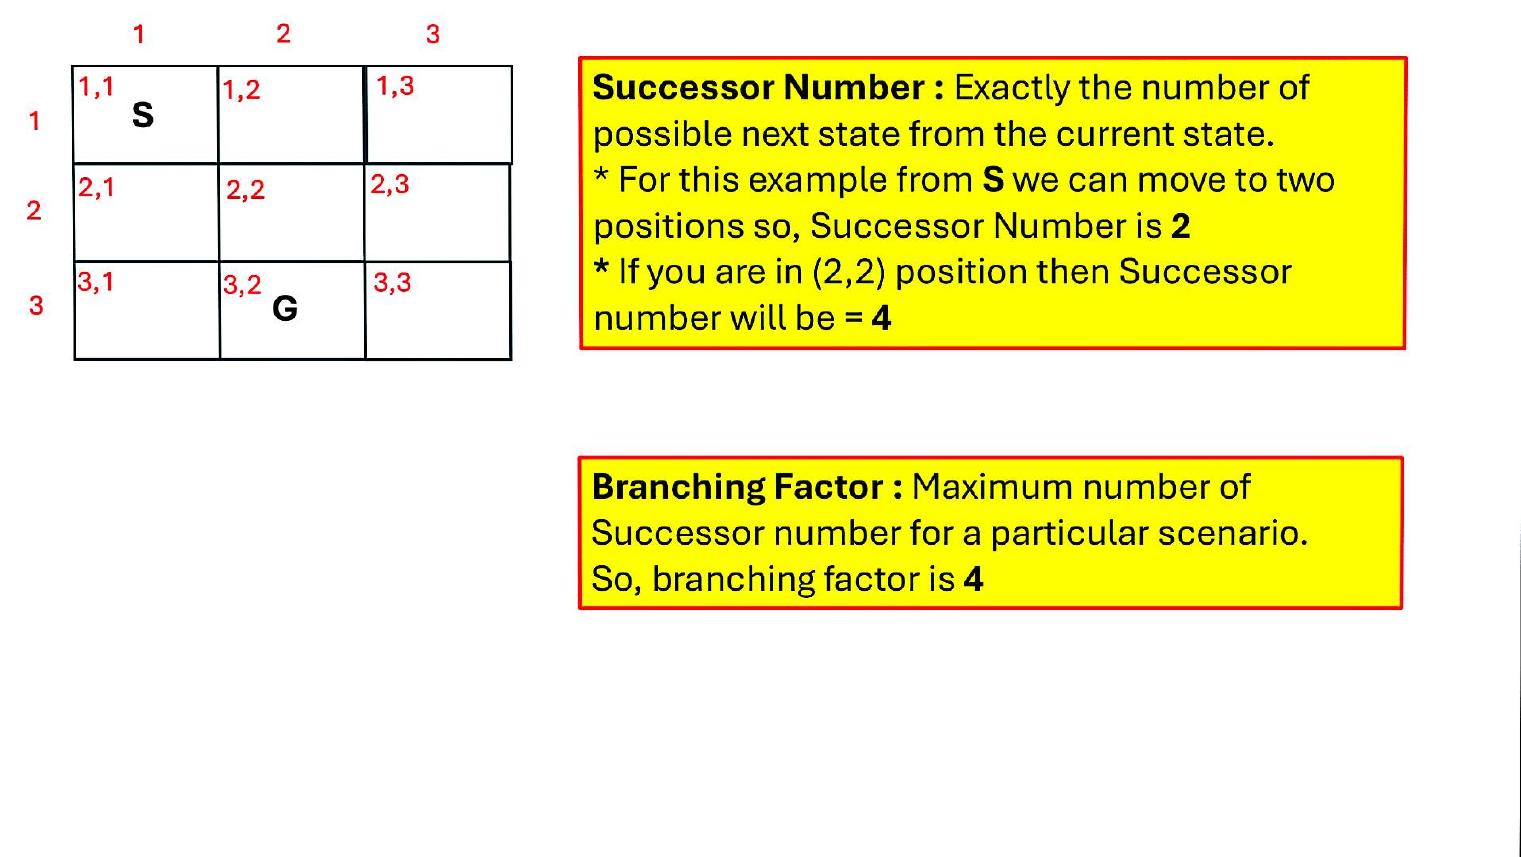 1 2 3
1 1,1 S 1,2 1,3
2 2,1 2,2 2,3
3 3,1 3,2 G 3,3
Successor Number : Exactly the number of
possible next state from the current state.
* For this example from S we can move to two
positions so, Successor Number is 2
* If you are in (2,2) position then Successor
number will be = 4
Branching Factor : Maximum number of
Successor number for a particular scenario.
So, branching factor is 4